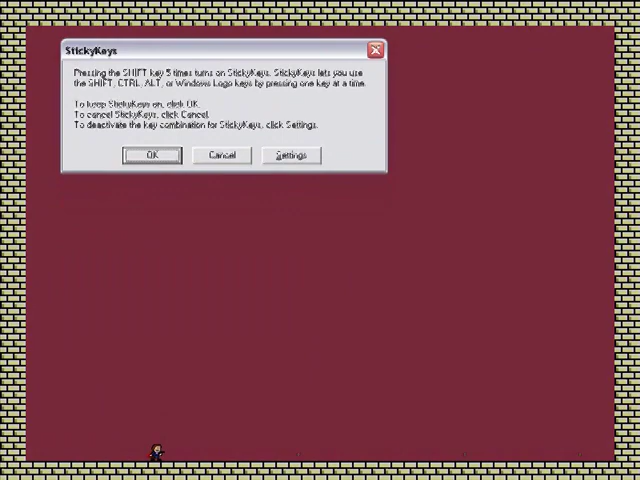 StickyKeys
Pressing the SHIFT key 5 times turns on StickyKeys. StickyKeys lets you use
the SHIFT, CTRL, ALT, or Windows Logo keys by pressing one key at a time.
To keep StickyKeys on, click OK.
To cancel StickyKeys, click Cancel.
To deactivate the key combination for StickyKeys, click Settings.
OK
Cancel
Settings